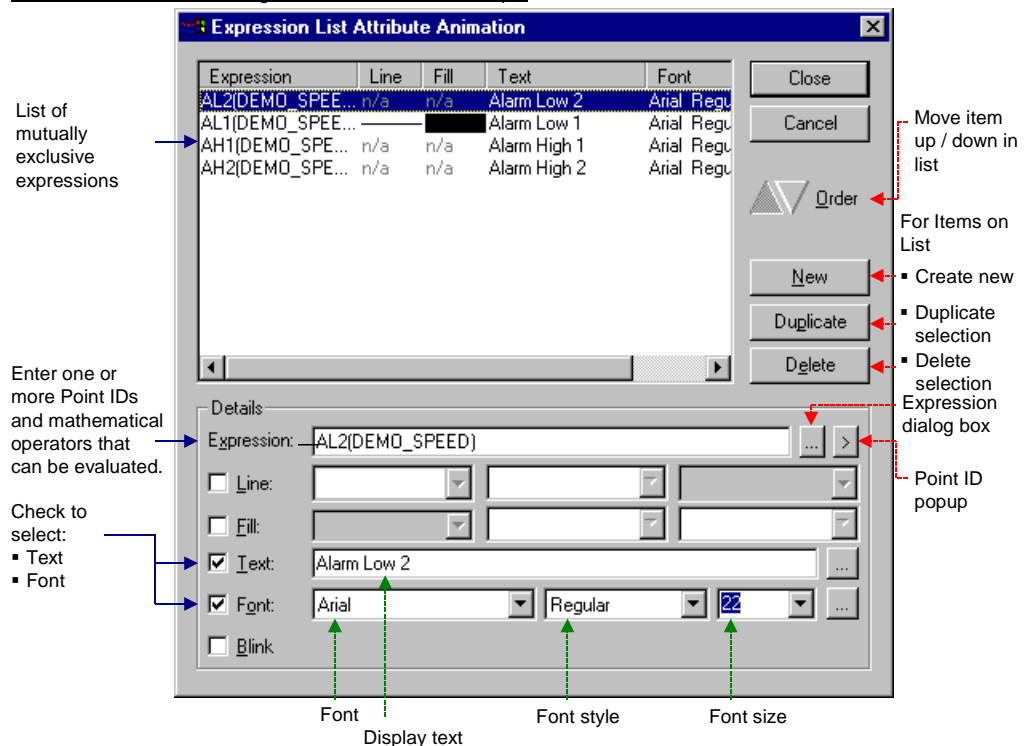 Expression List Attribute Animation
Expression Line Fill Text Font
AL2(DEMO_SPEE... n/a n/a Alarm Low 2 Arial Regu
AL1(DEMO_SPEE... Alarm Low 1 Arial Regu
AH1(DEMO_SPE... n/a n/a Alarm High 1 Arial Regu
AH2(DEMO_SPE... n/a n/a Alarm High 2 Arial Regu
Close
Cancel
Order
New
Duplicate
Delete
List of
mutually
exclusive
expressions
Move item
up / down in
list
For Items on
List
▪ Create new
▪ Duplicate
selection
▪ Delete
selection
Expression
dialog box
Point ID
popup
Enter one or
more Point IDs
and mathematical
operators that
can be evaluated.
Check to
select:
▪ Text
▪ Font
Details
Expression: AL2(DEMO_SPEED) ... >
Line:
Fill:
Text: Alarm Low 2 ...
Font: Arial Regular 22 ...
Blink
Font
Display text
Font style
Font size